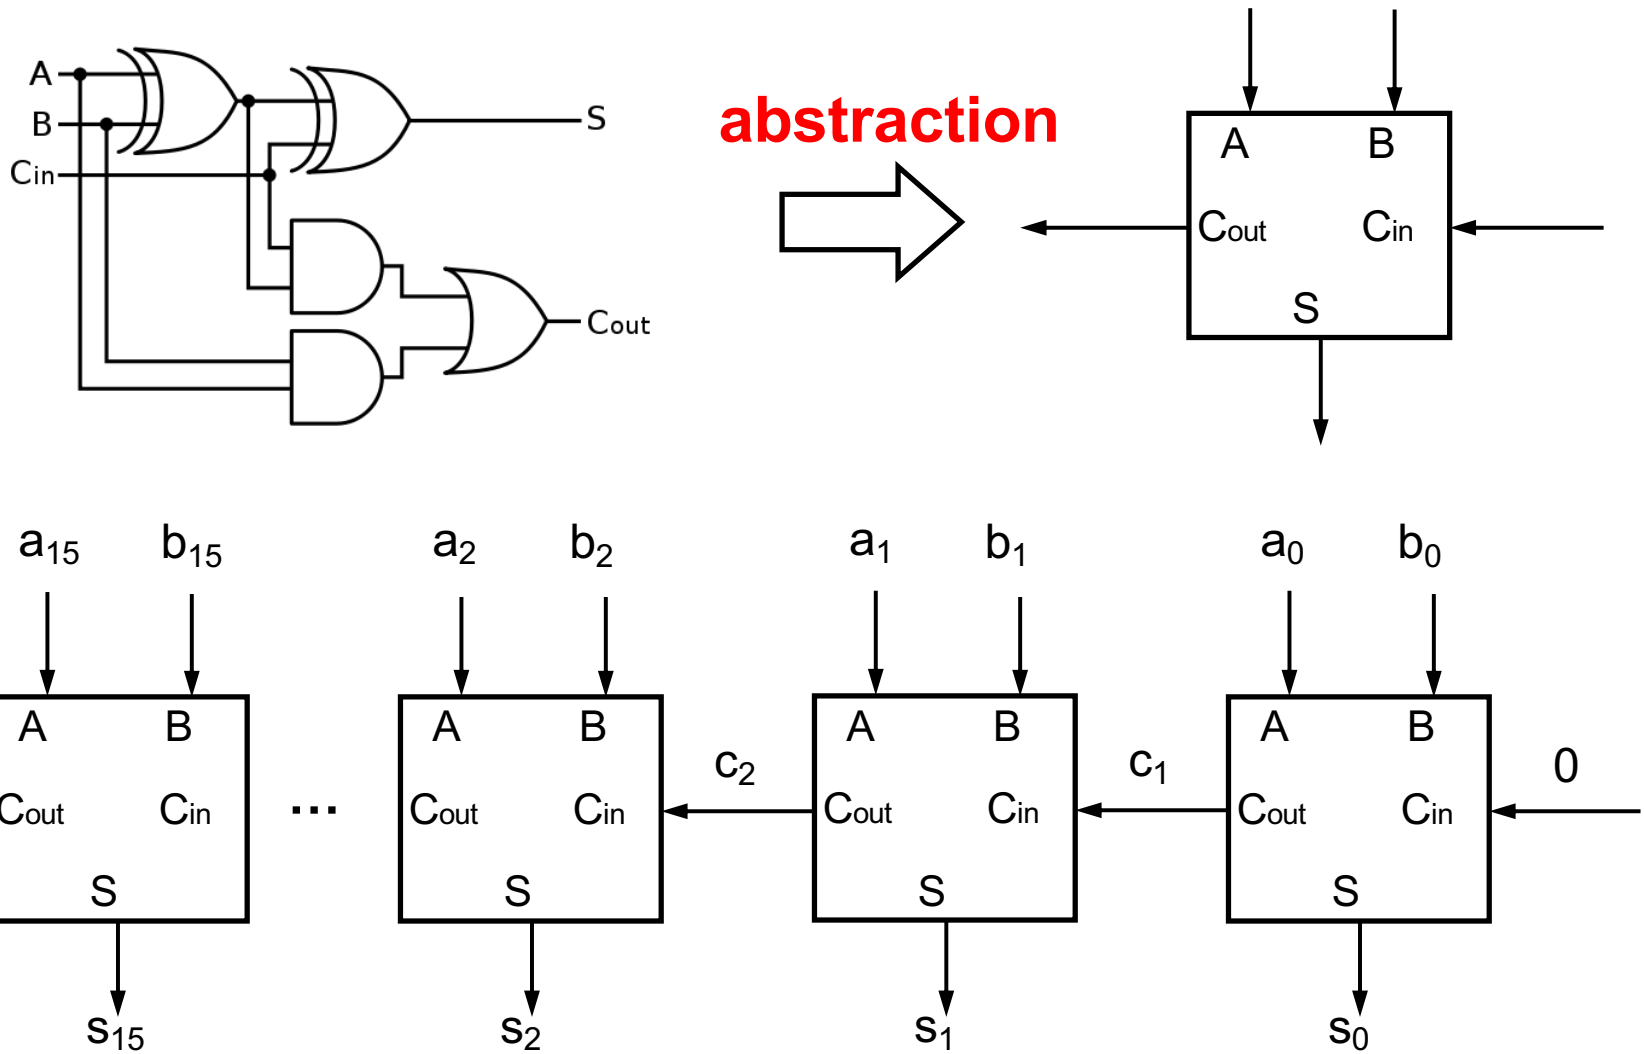 A
B
Cin
S
Cout
abstraction
A B
Cout Cin
S
a15 b15 a2 b2 a1 b1 a0 b0
A B A B A B A B
c2 c1 0
Cout Cin ... Cout Cin Cout Cin Cout Cin
S S S S
s15 s2 s1 s0